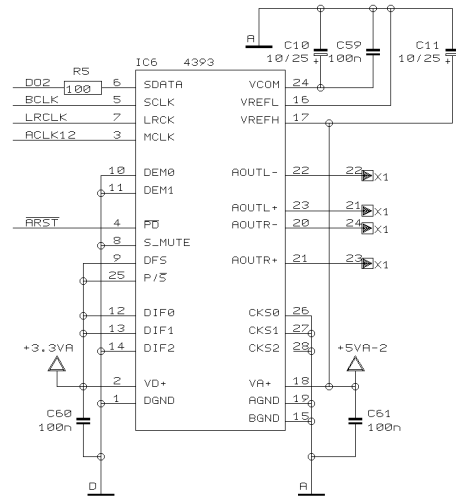 A
C10
C59
C11
10/25 +
100n
10/25 +
IC6 4393
R5
DO2 100 6 SDATA VCOM 24
BCLK 5 SCLK VREFL 16
LRCLK 7 LRCK VREFH 17
ACLK12 3 MCLK
10 DEM0 AOUTL- 22 22 X1
11 DEM1
AOUTL+ 23 21 X1
A̅R̅S̅T̅ 4 P̅D̅ AOUTR- 20 24 X1
8 S_MUTE
9 DFS AOUTR+ 21 23 X1
25 P/S̅
12 DIF0 CKS0 26
13 DIF1 CKS1 27
14 DIF2 CKS2 28
+3.3VA
+5VA-2
2 VD+ VA+ 18
1 DGND AGND 19
BGND 15
C60
100n
C61
100n
D
A